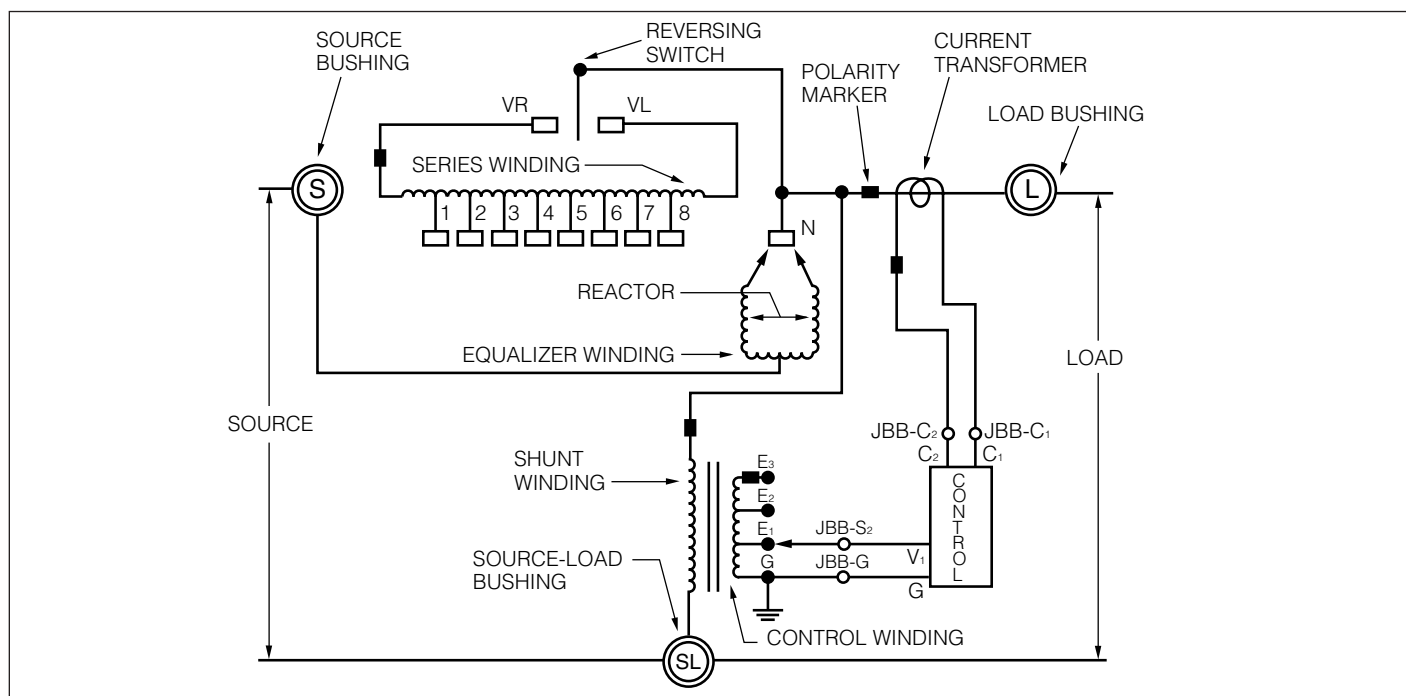 SOURCE
BUSHING
REVERSING
SWITCH
CURRENT
TRANSFORMER
POLARITY
MARKER
LOAD BUSHING
VR
VL
SERIES WINDING
S
L
1 2 3 4 5 6 7 8
N
REACTOR
EQUALIZER WINDING
LOAD
SOURCE
JBB-C₂
JBB-C₁
C₂
C₁
SHUNT
WINDING
E₃
E₂
E₁
JBB-S₂
V₁
G
JBB-G
G
CONTROL
SOURCE-LOAD
BUSHING
CONTROL WINDING
SL